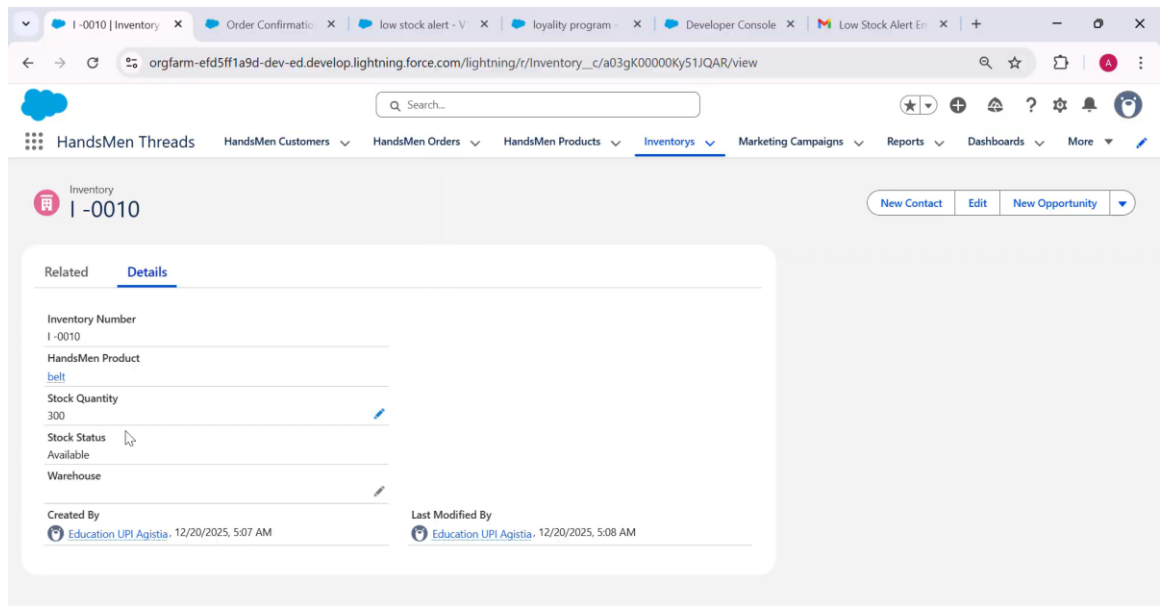 I -0010 | Inventory
Order Confirmatio
low stock alert - V
loyality program -
Developer Console
Low Stock Alert Em
orgfarm-efd5ff1a9d-dev-ed.develop.lightning.force.com/lightning/r/Inventory__c/a03gK00000Ky51JQAR/view
A
Search...
HandsMen Threads
HandsMen Customers
HandsMen Orders
HandsMen Products
Inventorys
Marketing Campaigns
Reports
Dashboards
More
Inventory
I -0010
New Contact
Edit
New Opportunity
Related
Details
Inventory Number
I -0010
HandsMen Product
belt
Stock Quantity
300
Stock Status
Available
Warehouse
Created By
Education UPI Agistia, 12/20/2025, 5:07 AM
Last Modified By
Education UPI Agistia, 12/20/2025, 5:08 AM